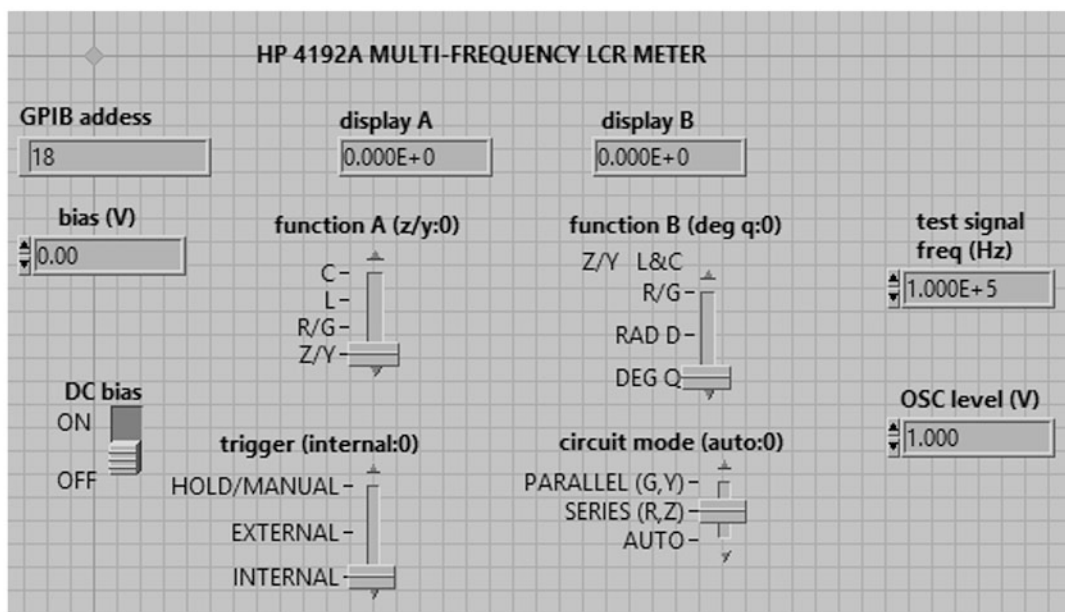 HP 4192A MULTI-FREQUENCY LCR METER
GPIB addess
18
display A
0.000E+0
display B
0.000E+0
bias (V)
0.00
function A (z/y:0)
C
L
R/G
Z/Y
function B (deg q:0)
Z/Y L&C
R/G
RAD D
DEG Q
test signal
freq (Hz)
1.000E+5
DC bias
ON
OFF
trigger (internal:0)
HOLD/MANUAL
EXTERNAL
INTERNAL
circuit mode (auto:0)
PARALLEL (G,Y)
SERIES (R,Z)
AUTO
OSC level (V)
1.000